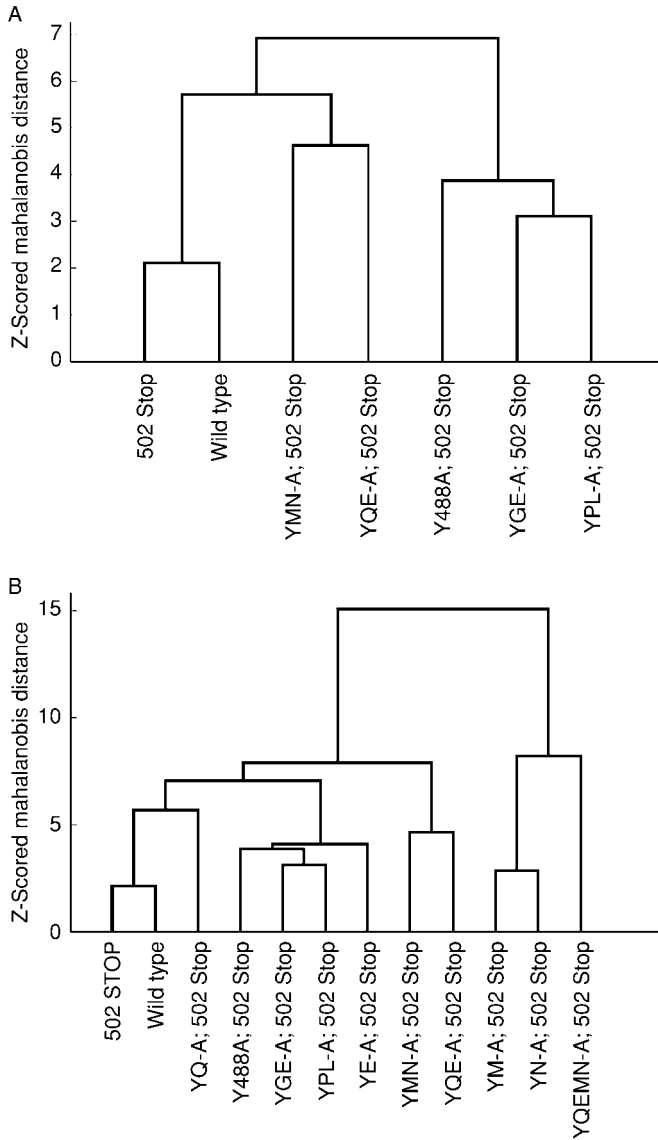 A
Z-Scored mahalanobis distance
7
6
5
4
3
2
1
0
502 Stop
Wild type
YMN-A; 502 Stop
YQE-A; 502 Stop
Y488A; 502 Stop
YGE-A; 502 Stop
YPL-A; 502 Stop
B
Z-Scored mahalanobis distance
15
10
5
0
502 STOP
Wild type
YQ-A; 502 Stop
Y488A; 502 Stop
YGE-A; 502 Stop
YPL-A; 502 Stop
YE-A; 502 Stop
YMN-A; 502 Stop
YQE-A; 502 Stop
YM-A; 502 Stop
YN-A; 502 Stop
YQEMN-A; 502 Stop